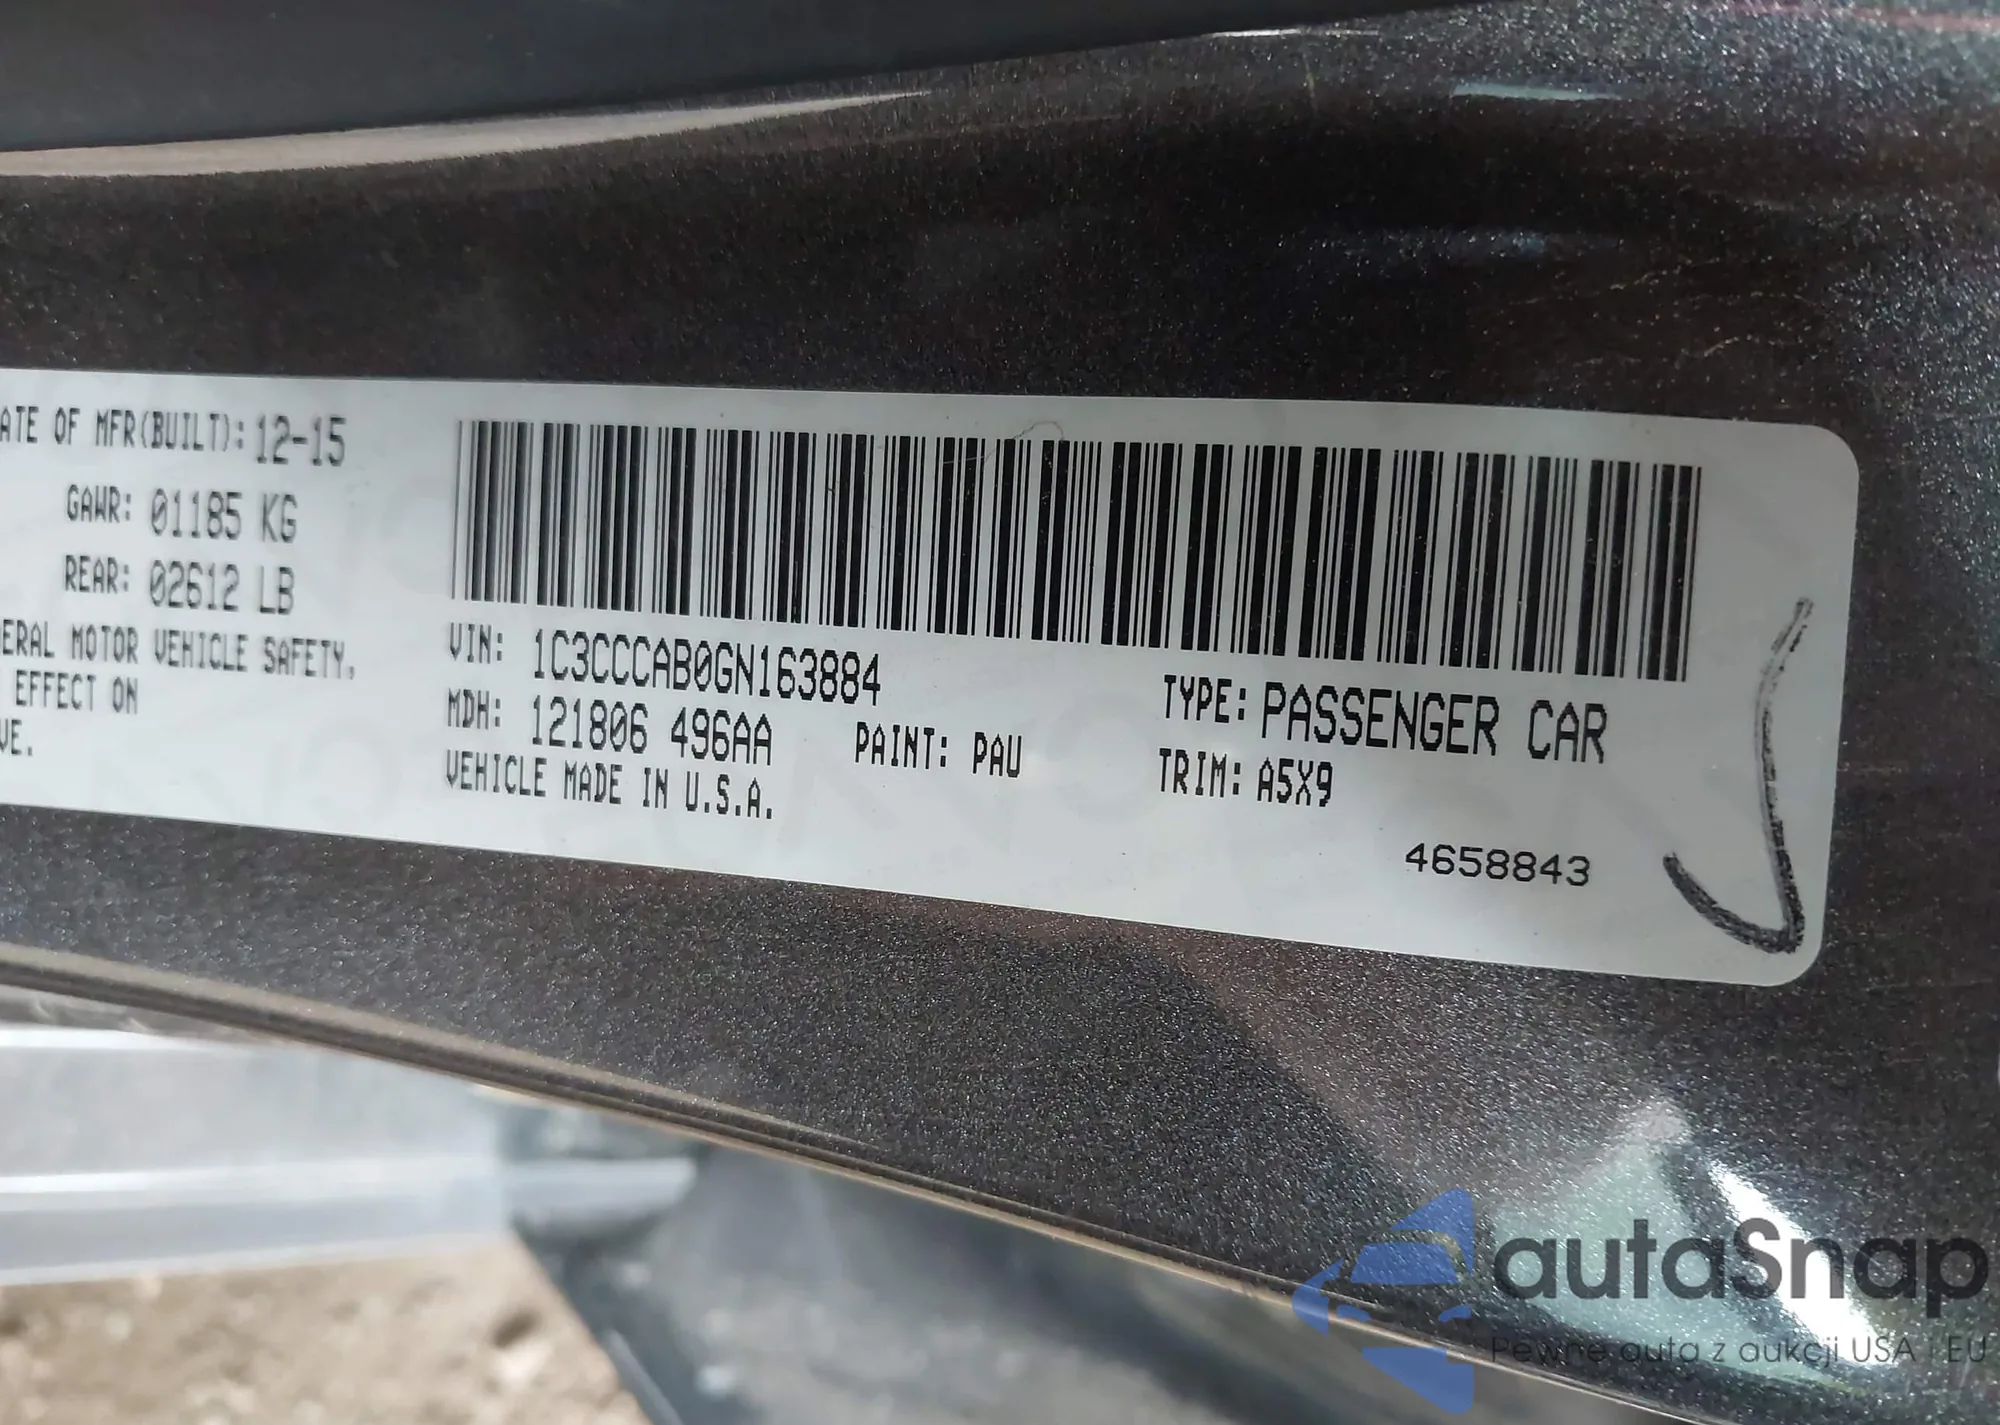 ATE OF MFR(BUILT): 12-15
GAWR: 01185 KG
REAR: 02612 LB
ERAL MOTOR VEHICLE SAFETY,
EFFECT ON
VE.
VIN: 1C3CCCAB0GN163884
MDH: 121806 496AA PAINT: PAU
VEHICLE MADE IN U.S.A.
TYPE: PASSENGER CAR
TRIM: A5X9
4658843
autaSnap
Pewne auta z aukcji USA i EU